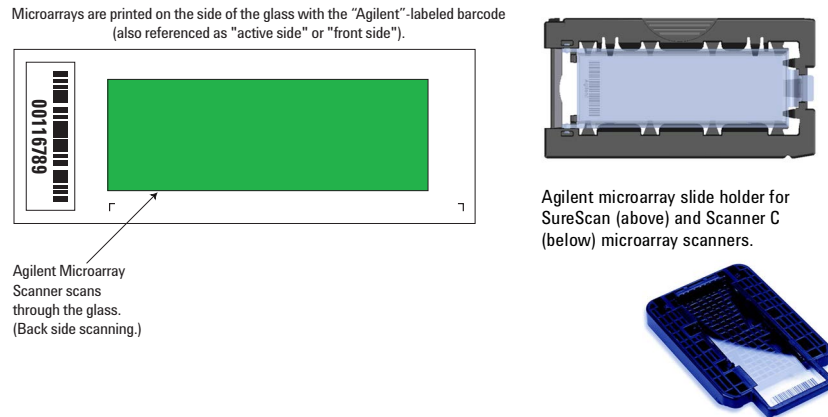 Microarrays are printed on the side of the glass with the “Agilent”-labeled barcode
(also referenced as "active side" or "front side").
00116789
Agilent Microarray
Scanner scans
through the glass.
(Back side scanning.)
Agilent microarray slide holder for
SureScan (above) and Scanner C
(below) microarray scanners.